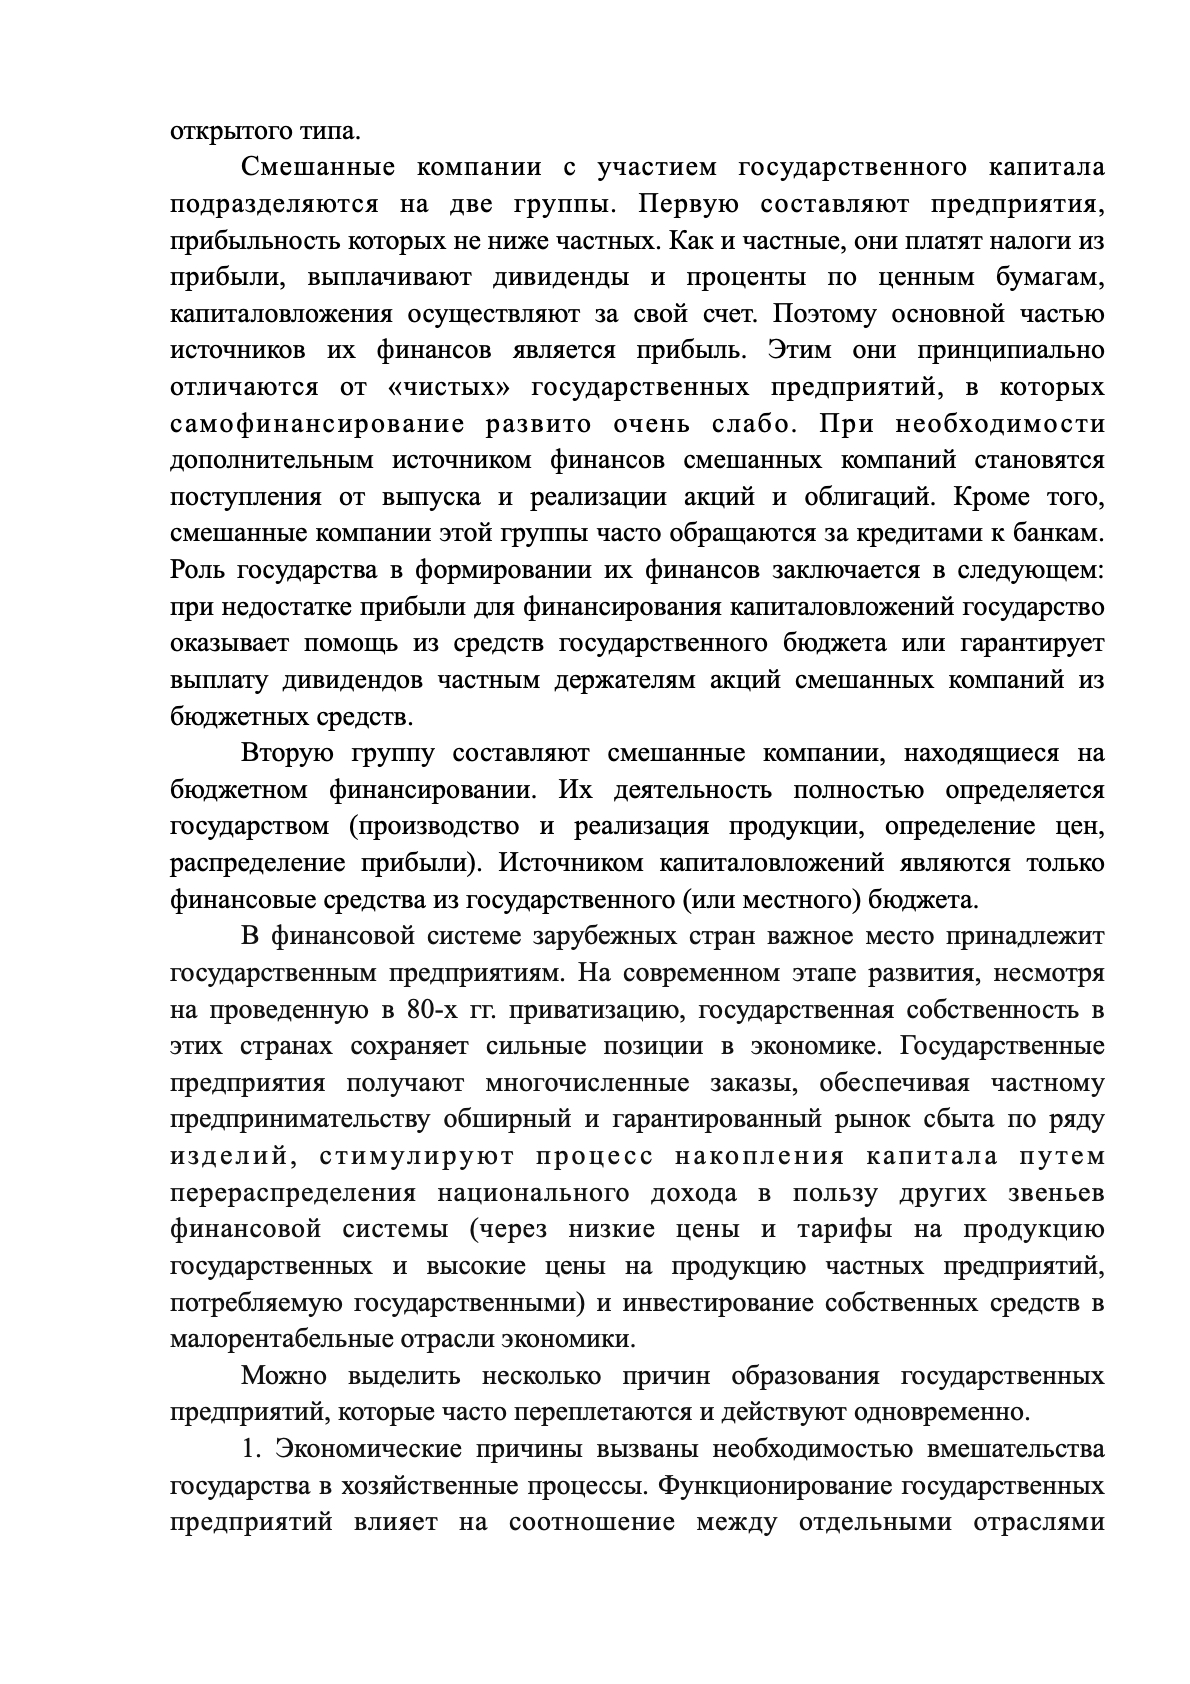 открытого типа.
Смешанные компании с участием государственного капитала
подразделяются на две группы. Первую составляют предприятия,
прибыльность которых не ниже частных. Как и частные, они платят налоги из
прибыли, выплачивают дивиденды и проценты по ценным бумагам,
капиталовложения осуществляют за свой счет. Поэтому основной частью
источников их финансов является прибыль. Этим они принципиально
отличаются от «чистых» государственных предприятий, в которых
самофинансирование развито очень слабо. При необходимости
дополнительным источником финансов смешанных компаний становятся
поступления от выпуска и реализации акций и облигаций. Кроме того,
смешанные компании этой группы часто обращаются за кредитами к банкам.
Роль государства в формировании их финансов заключается в следующем:
при недостатке прибыли для финансирования капиталовложений государство
оказывает помощь из средств государственного бюджета или гарантирует
выплату дивидендов частным держателям акций смешанных компаний из
бюджетных средств.
Вторую группу составляют смешанные компании, находящиеся на
бюджетном финансировании. Их деятельность полностью определяется
государством (производство и реализация продукции, определение цен,
распределение прибыли). Источником капиталовложений являются только
финансовые средства из государственного (или местного) бюджета.
В финансовой системе зарубежных стран важное место принадлежит
государственным предприятиям. На современном этапе развития, несмотря
на проведенную в 80-х гг. приватизацию, государственная собственность в
этих странах сохраняет сильные позиции в экономике. Государственные
предприятия получают многочисленные заказы, обеспечивая частному
предпринимательству обширный и гарантированный рынок сбыта по ряду
изделий, стимулируют процесс накопления капитала путем
перераспределения национального дохода в пользу других звеньев
финансовой системы (через низкие цены и тарифы на продукцию
государственных и высокие цены на продукцию частных предприятий,
потребляемую государственными) и инвестирование собственных средств в
малорентабельные отрасли экономики.
Можно выделить несколько причин образования государственных
предприятий, которые часто переплетаются и действуют одновременно.
1. Экономические причины вызваны необходимостью вмешательства
государства в хозяйственные процессы. Функционирование государственных
предприятий влияет на соотношение между отдельными отраслями